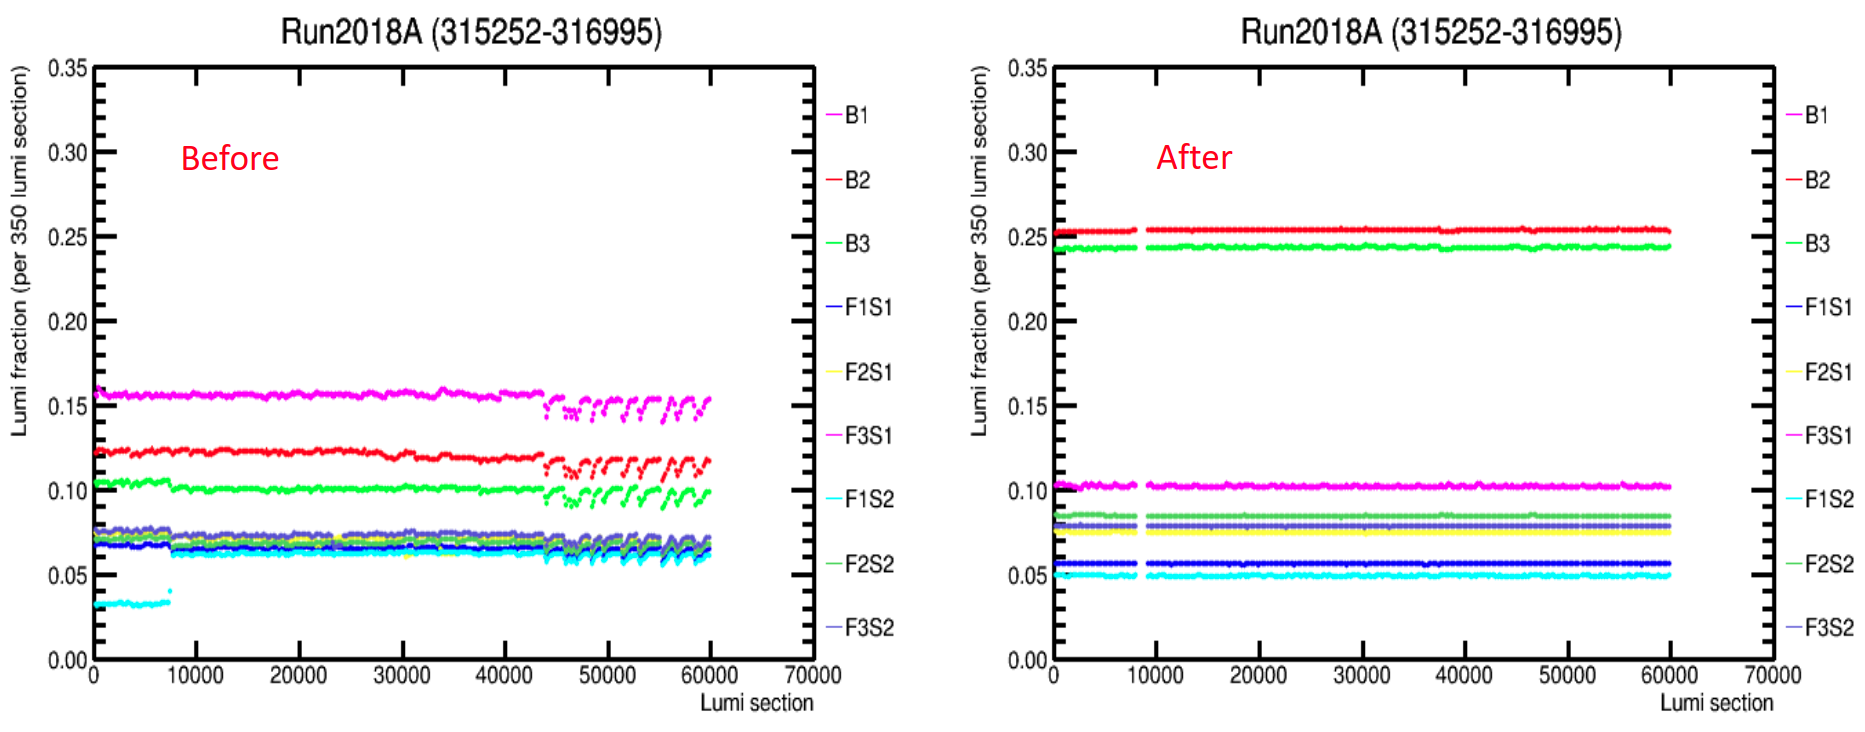 Run2018A (315252-316995)
Before
Lumi fraction (per 350 lumi section)
0.35
0.30
0.25
0.20
0.15
0.10
0.05
0.00
0 10000 20000 30000 40000 50000 60000 70000
Lumi section
B1
B2
B3
F1S1
F2S1
F3S1
F1S2
F2S2
F3S2
Run2018A (315252-316995)
After
Lumi fraction (per 350 lumi section)
0.35
0.30
0.25
0.20
0.15
0.10
0.05
0.00
0 10000 20000 30000 40000 50000 60000 70000
Lumi section
B1
B2
B3
F1S1
F2S1
F3S1
F1S2
F2S2
F3S2